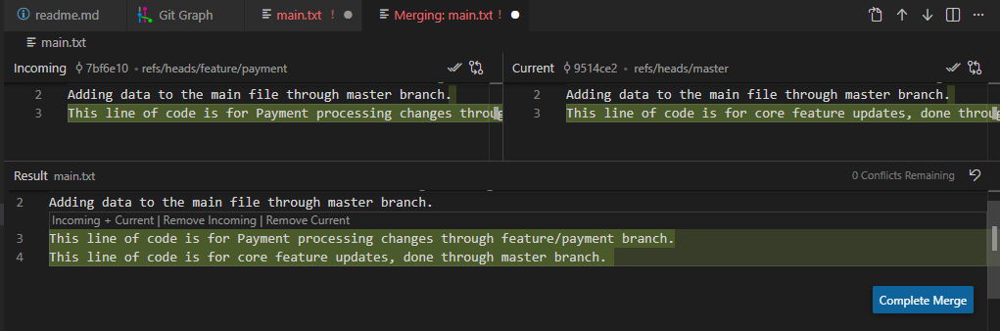 readme.md Git Graph main.txt ! Merging: main.txt !
main.txt
Incoming 7bf6e10 • refs/heads/feature/payment Current 9514ce2 • refs/heads/master
2 Adding data to the main file through master branch. 2 Adding data to the main file through master branch.
3 This line of code is for Payment processing changes throug 3 This line of code is for core feature updates, done throug
Result main.txt 0 Conflicts Remaining
2 Adding data to the main file through master branch.
Incoming + Current | Remove Incoming | Remove Current
3 This line of code is for Payment processing changes through feature/payment branch.
4 This line of code is for core feature updates, done through master branch.
Complete Merge